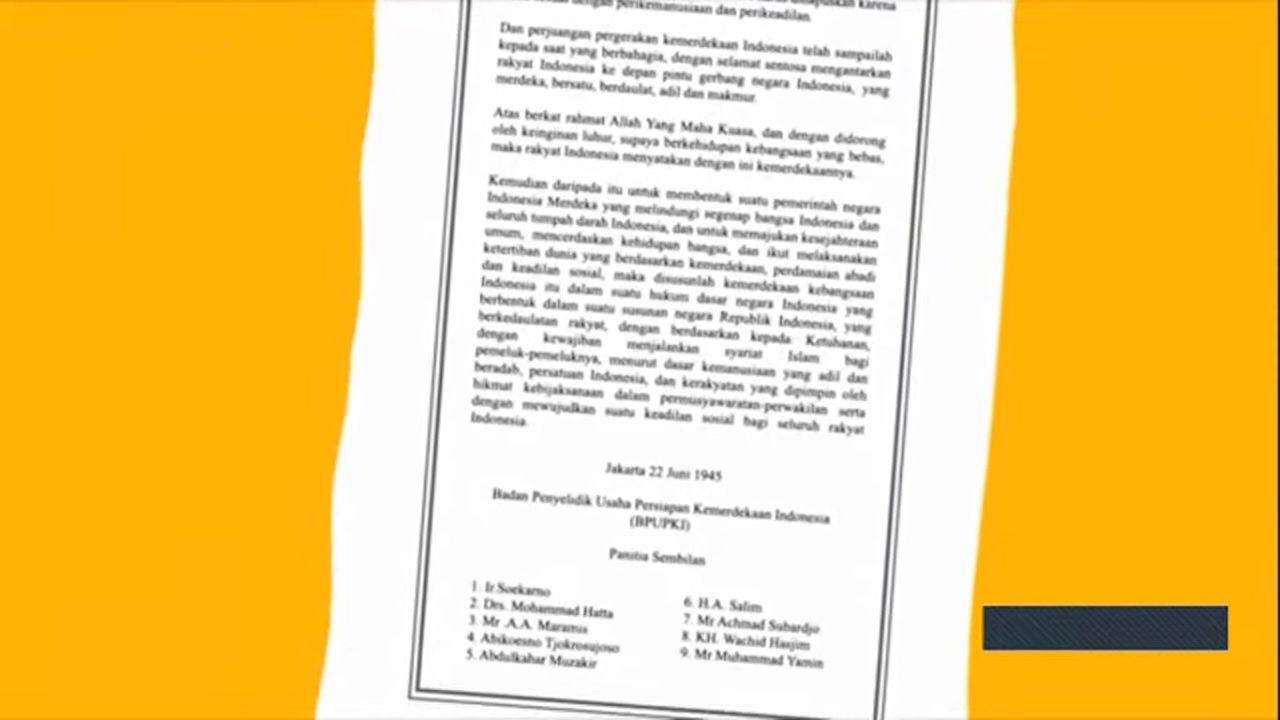 dengan perikemanusiaan dan perikeadilan.
Dan perjuangan pergerakan kemerdekaan Indonesia telah sampailah
kepada saat yang berbahagia, dengan selamat sentosa mengantarkan
rakyat Indonesia ke depan pintu gerbang negara Indonesia, yang
merdeka, bersatu, berdaulat, adil dan makmur.
Atas berkat rahmat Allah Yang Maha Kuasa, dan dengan didorong
oleh keinginan luhur, supaya berkehidupan kebangsaan yang bebas,
maka rakyat Indonesia menyatakan dengan ini kemerdekaannya.
Kemudian daripada itu untuk membentuk suatu pemerintah negara
Indonesia Merdeka yang melindungi segenap bangsa Indonesia dan
seluruh tumpah darah Indonesia, dan untuk memajukan kesejahteraan
umum, mencerdaskan kehidupan bangsa, dan ikut melaksanakan
ketertiban dunia yang berdasarkan kemerdekaan, perdamaian abadi
dan keadilan sosial, maka disusunlah kemerdekaan kebangsaan
Indonesia itu dalam suatu hukum dasar negara Indonesia yang
berbentuk dalam suatu susunan negara Republik Indonesia, yang
berkedaulatan rakyat, dengan berdasarkan kepada: Ketuhanan,
dengan kewajiban menjalankan syariat Islam bagi
pemeluk-pemeluknya, menurut dasar kemanusiaan yang adil dan
beradab, persatuan Indonesia, dan kerakyatan yang dipimpin oleh
hikmat kebijaksanaan dalam permusyawaratan-perwakilan serta
dengan mewujudkan suatu keadilan sosial bagi seluruh rakyat
Indonesia.
Jakarta 22 Juni 1945
Badan Penyelidik Usaha Persiapan Kemerdekaan Indonesia
(BPUPKI)
Panitia Sembilan
1. Ir.Soekarno
2. Drs. Mohammad Hatta
3. Mr .A.A. Maramis
4. Abikoesno Tjokrosujoso
5. Abdulkahar Muzakir
6. H.A. Salim
7. Mr Achmad Subardjo
8. KH. Wachid Hasjim
9. Mr Muhammad Yamin